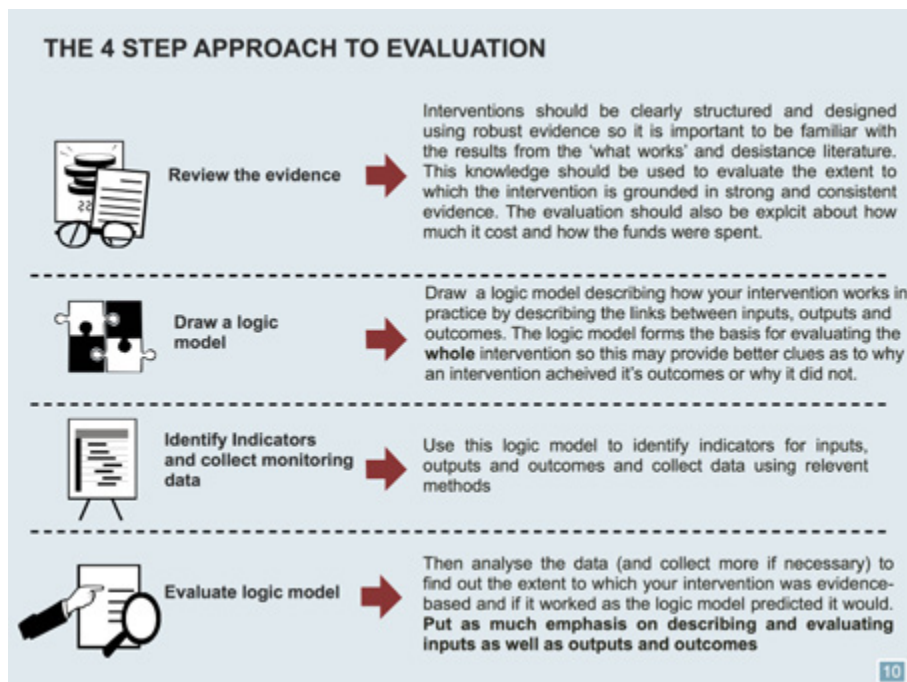 THE 4 STEP APPROACH TO EVALUATION
Review the evidence
Interventions should be clearly structured and designed
using robust evidence so it is important to be familiar with
the results from the ‘what works’ and desistance literature.
This knowledge should be used to evaluate the extent to
which the intervention is grounded in strong and consistent
evidence. The evaluation should also be explcit about how
much it cost and how the funds were spent.
Draw a logic
model
Draw a logic model describing how your intervention works in
practice by describing the links between inputs, outputs and
outcomes. The logic model forms the basis for evaluating the
whole intervention so this may provide better clues as to why
an intervention acheived it’s outcomes or why it did not.
Identify Indicators
and collect monitoring
data
Use this logic model to identify indicators for inputs,
outputs and outcomes and collect data using relevent
methods
Evaluate logic model
Then analyse the data (and collect more if necessary) to
find out the extent to which your intervention was evidence-
based and if it worked as the logic model predicted it would.
Put as much emphasis on describing and evaluating
inputs as well as outputs and outcomes
10